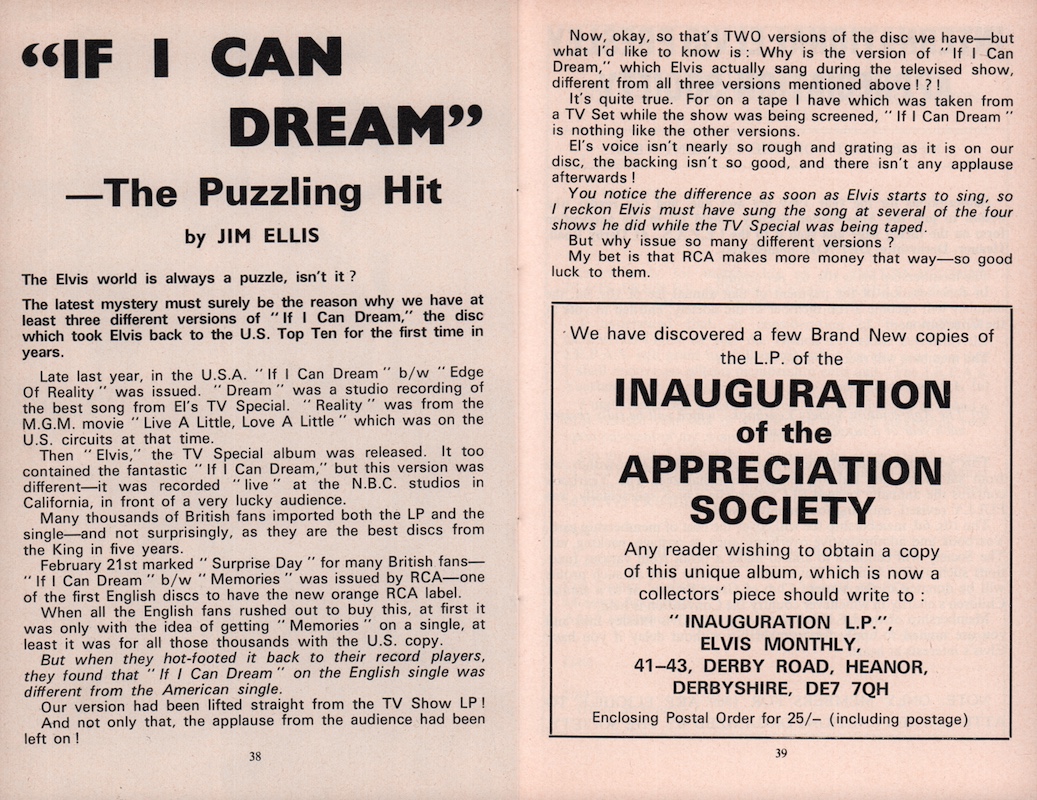 “IF I CAN
DREAM”
—The Puzzling Hit
by JIM ELLIS
The Elvis world is always a puzzle, isn't it ?
The latest mystery must surely be the reason why we have at
least three different versions of “ If I Can Dream,” the disc
which took Elvis back to the U.S. Top Ten for the first time in
years.
Late last year, in the U.S.A. “ If I Can Dream ” b/w “ Edge
Of Reality ” was issued. “ Dream ” was a studio recording of
the best song from El's TV Special. “ Reality ” was from the
M.G.M. movie “ Live A Little, Love A Little ” which was on the
U.S. circuits at that time.
Then “ Elvis,” the TV Special album was released. It too
contained the fantastic “ If I Can Dream,” but this version was
different—it was recorded “ live ” at the N.B.C. studios in
California, in front of a very lucky audience.
Many thousands of British fans imported both the LP and the
single—and not surprisingly, as they are the best discs from
the King in five years.
February 21st marked “ Surprise Day ” for many British fans—
“ If I Can Dream ” b/w “ Memories ” was issued by RCA—one
of the first English discs to have the new orange RCA label.
When all the English fans rushed out to buy this, at first it
was only with the idea of getting “ Memories ” on a single, at
least it was for all those thousands with the U.S. copy.
But when they hot-footed it back to their record players,
they found that “ If I Can Dream ” on the English single was
different from the American single.
Our version had been lifted straight from the TV Show LP !
And not only that, the applause from the audience had been
left on !
38
Now, okay, so that's TWO versions of the disc we have—but
what I'd like to know is : Why is the version of “ If I Can
Dream,” which Elvis actually sang during the televised show,
different from all three versions mentioned above ! ? !
It's quite true. For on a tape I have which was taken from
a TV Set while the show was being screened, “ If I Can Dream ”
is nothing like the other versions.
El's voice isn't nearly so rough and grating as it is on our
disc, the backing isn't so good, and there isn't any applause
afterwards !
You notice the difference as soon as Elvis starts to sing, so
I reckon Elvis must have sung the song at several of the four
shows he did while the TV Special was being taped.
But why issue so many different versions ?
My bet is that RCA makes more money that way—so good
luck to them.
We have discovered a few Brand New copies of
the L.P. of the
INAUGURATION
of the
APPRECIATION
SOCIETY
Any reader wishing to obtain a copy
of this unique album, which is now a
collectors' piece should write to :
“ INAUGURATION L.P.”,
ELVIS MONTHLY,
41–43, DERBY ROAD, HEANOR,
DERBYSHIRE, DE7 7QH
Enclosing Postal Order for 25/– (including postage)
39